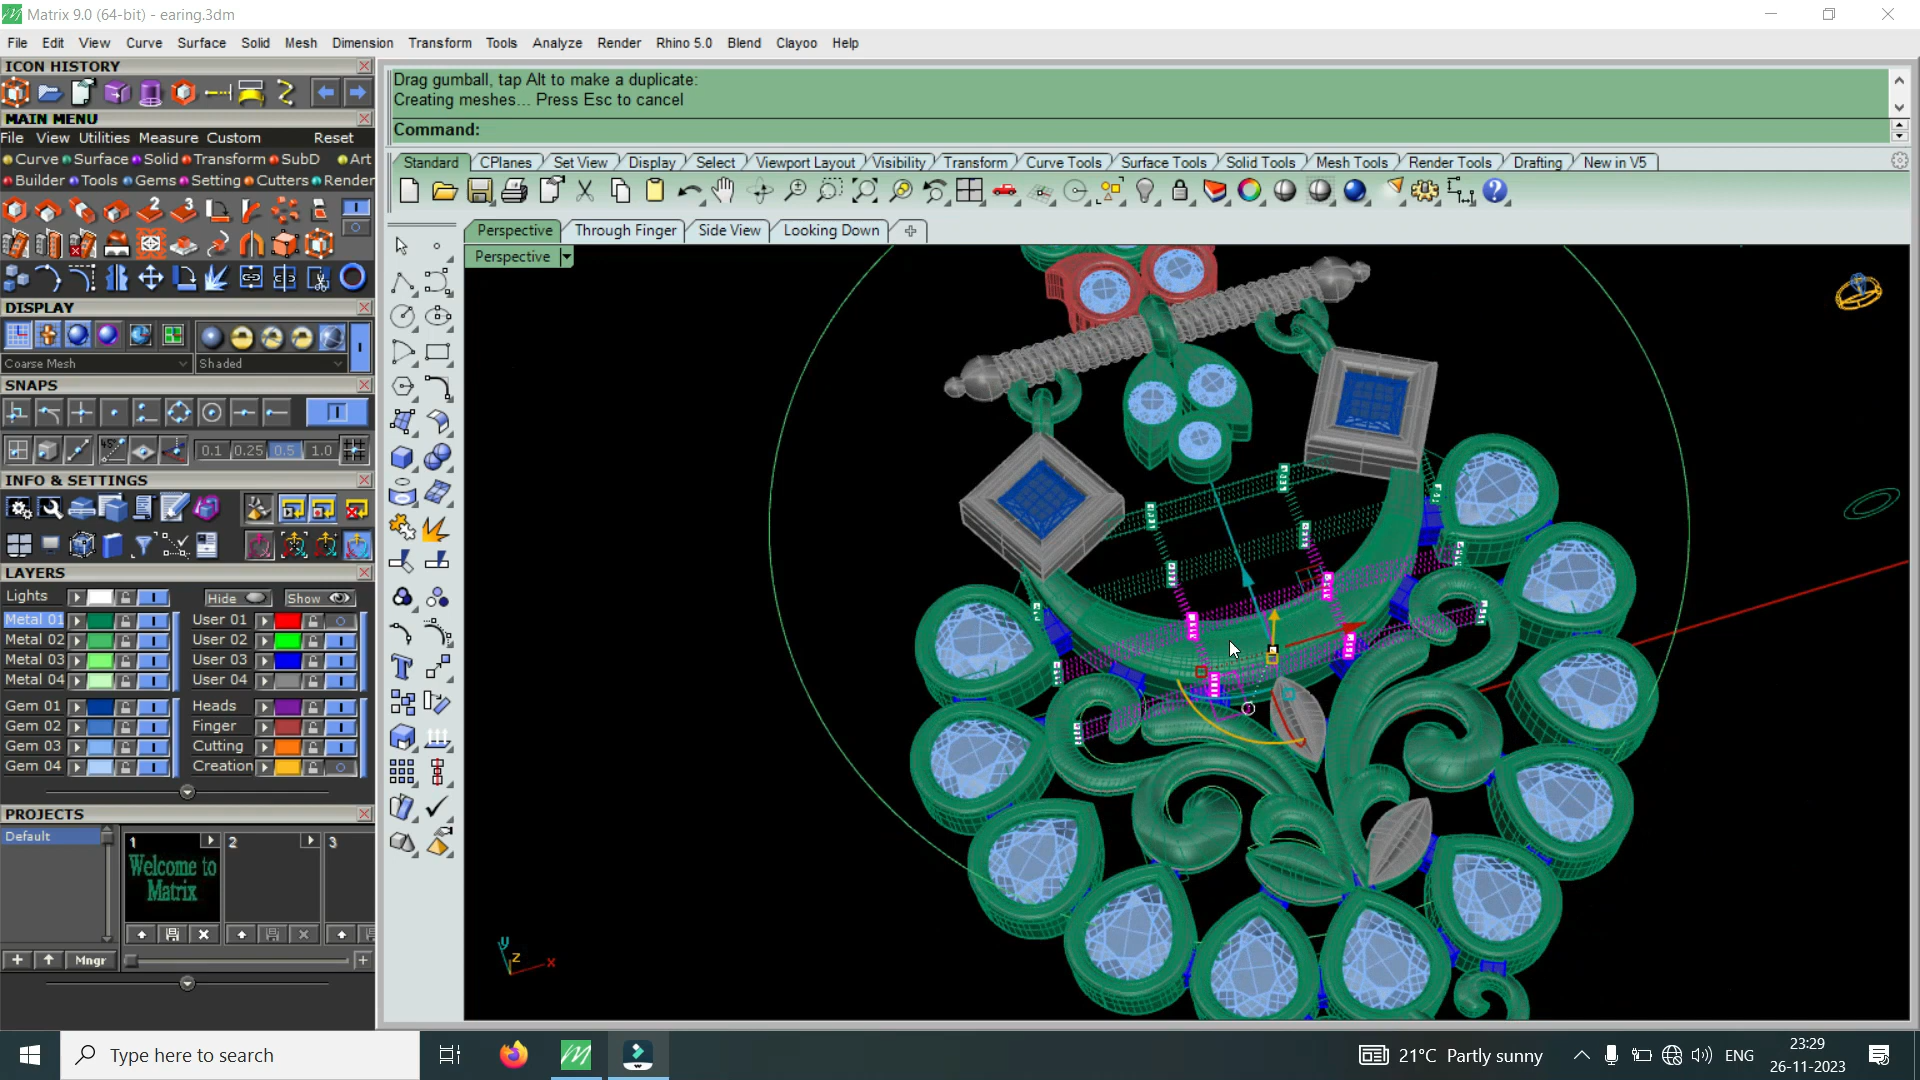 Matrix 9.0 (64-bit) - earing.3dm
File Edit View Curve Surface Solid Mesh Dimension Transform Tools Analyze Render Rhino 5.0 Blend Clayoo Help
ICON HISTORY
MAIN MENU
File View Utilities Measure Custom Reset
Curve Surface Solid Transform SubD Art
Builder Tools Gems Setting Cutters Render
2 3
DISPLAY
Coarse Mesh Shaded
SNAPS
0.1 0.25 0.5 1.0
INFO & SETTINGS
LAYERS
Lights Hide Show
Metal 01 User 01
Metal 02 User 02
Metal 03 User 03
Metal 04 User 04
Gem 01 Heads
Gem 02 Finger
Gem 03 Cutting
Gem 04 Creation
PROJECTS
Default
1 2 3
Welcome to
Matrix
Mngr
Drag gumball, tap Alt to make a duplicate:
Creating meshes... Press Esc to cancel
Command:
Standard CPlanes Set View Display Select Viewport Layout Visibility Transform Curve Tools Surface Tools Solid Tools Mesh Tools Render Tools Drafting New in V5
Perspective Through Finger Side View Looking Down
Perspective
y
z x
Type here to search
21°C Partly sunny
ENG
23:29
26-11-2023